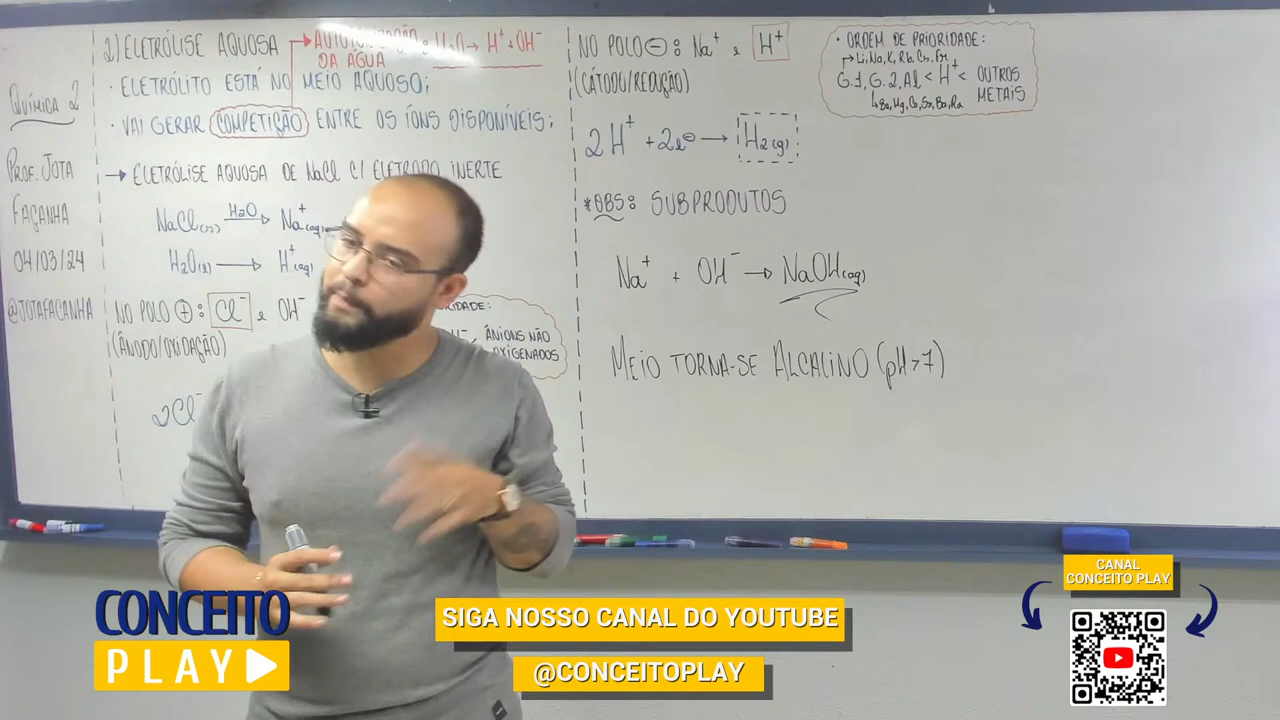 QUÍMICA 2
PROF. JOTA
FAÇANHA
04/03/24
@JOTAFAÇANHA
2) ELETRÓLISE AQUOSA
AUTOIONIZAÇÃO: H₂O → H⁺ + OH⁻
DA ÁGUA
· ELETRÓLITO ESTÁ NO MEIO AQUOSO;
· VAI GERAR COMPETIÇÃO ENTRE OS ÍONS DISPONÍVEIS;
→ ELETRÓLISE AQUOSA DE NaCl C/ ELETRODO INERTE
NaCl(s) H₂O→ Na⁺(aq)
H₂O(l) → H⁺(aq)
NO POLO ⊕: Cl⁻ e OH⁻
(ÂNODO/OXIDAÇÃO)
ÂNIONS NÃO
OXIGENADOS
2Cl⁻
NO POLO ⊖: Na⁺ e H⁺
(CÁTODO/REDUÇÃO)
2H⁺ + 2e⊖ → H₂(g)
*OBS: SUBPRODUTOS
Na⁺ + OH⁻ → NaOH(aq)
MEIO TORNA-SE ALCALINO (pH>7)
· ORDEM DE PRIORIDADE:
Li, Na, K, Rb, Cs, Fr
G.1, G.2, Al < H⁺ < OUTROS
METAIS
CONCEITO
PLAY
SIGA NOSSO CANAL DO YOUTUBE
@CONCEITOPLAY
CANAL
CONCEITO PLAY